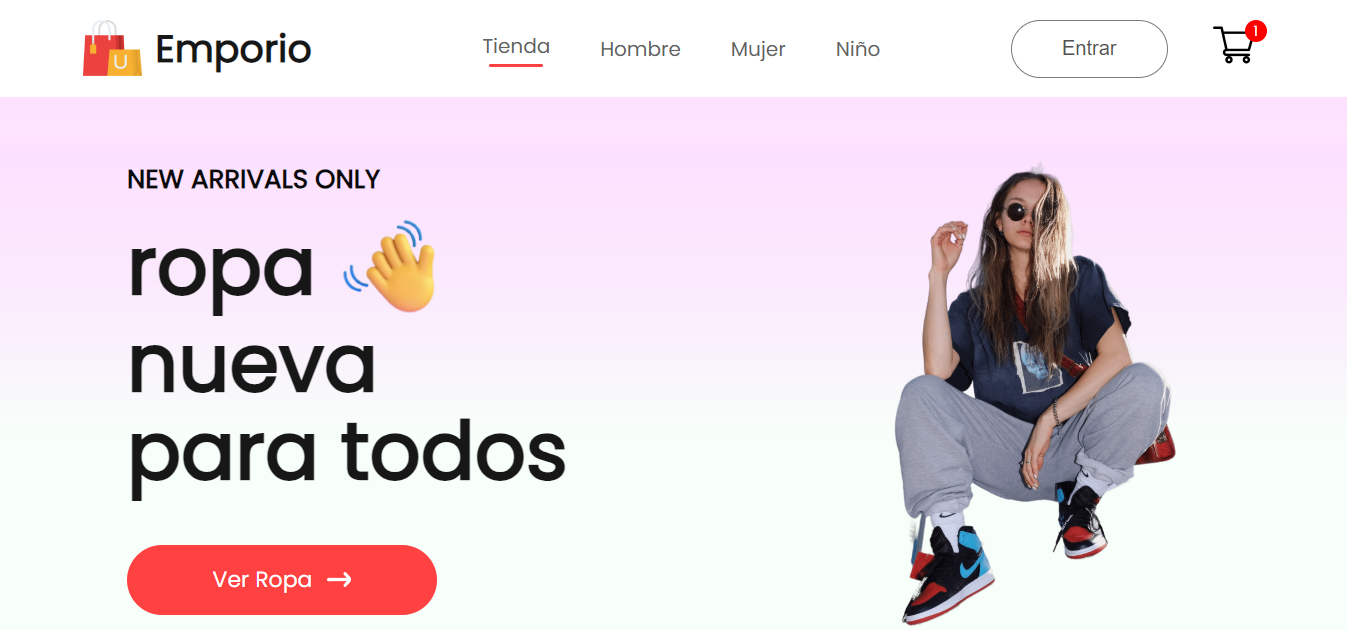 U
Emporio
Tienda
Hombre
Mujer
Niño
Entrar
1
NEW ARRIVALS ONLY
ropa
nueva
para todos
Ver Ropa